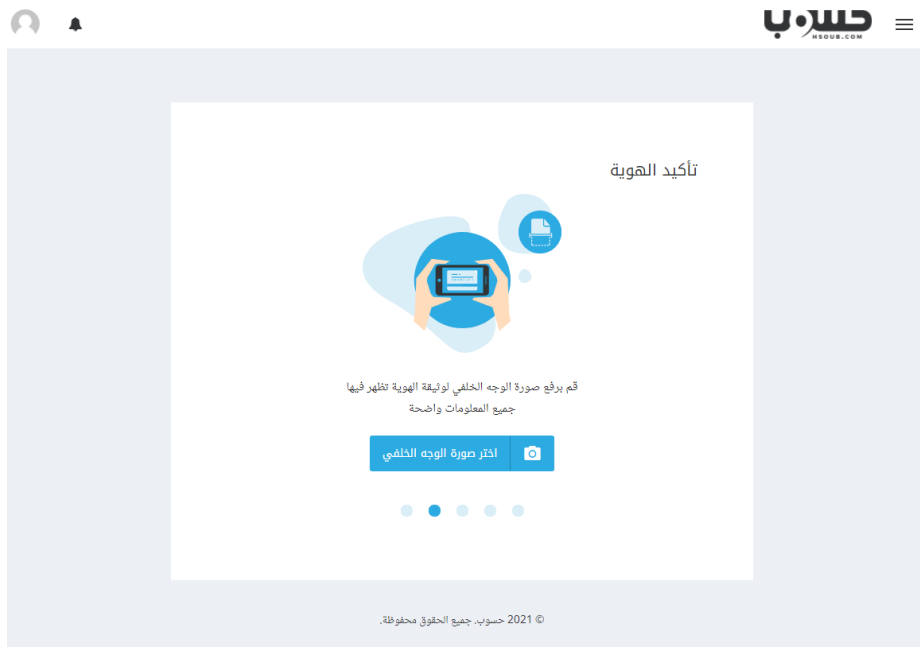 حسوب
HSOUB.COM
تأكيد الهوية
قم برفع صورة الوجه الخلفي لوثيقة الهوية تظهر فيها
جميع المعلومات واضحة
اختر صورة الوجه الخلفي
© 2021 حسوب. جميع الحقوق محفوظة.